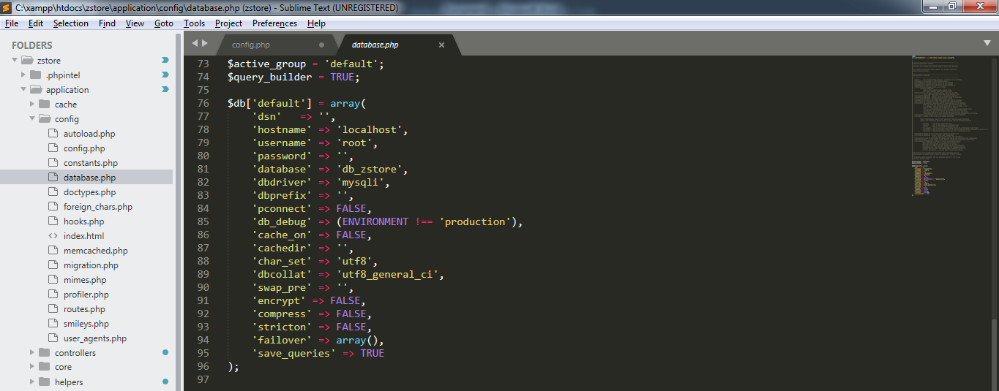 C:\xampp\htdocs\zstore\application\config\database.php (zstore) - Sublime Text (UNREGISTERED)
File Edit Selection Find View Goto Tools Project Preferences Help
FOLDERS
zstore
.phpintel
application
cache
config
autoload.php
config.php
constants.php
database.php
doctypes.php
foreign_chars.php
hooks.php
index.html
memcached.php
migration.php
mimes.php
profiler.php
routes.php
smileys.php
user_agents.php
controllers
core
helpers
config.php database.php
73 $active_group = 'default';
74 $query_builder = TRUE;
75
76 $db['default'] = array(
77     'dsn'   => '',
78     'hostname' => 'localhost',
79     'username' => 'root',
80     'password' => '',
81     'database' => 'db_zstore',
82     'dbdriver' => 'mysqli',
83     'dbprefix' => '',
84     'pconnect' => FALSE,
85     'db_debug' => (ENVIRONMENT !== 'production'),
86     'cache_on' => FALSE,
87     'cachedir' => '',
88     'char_set' => 'utf8',
89     'dbcollat' => 'utf8_general_ci',
90     'swap_pre' => '',
91     'encrypt' => FALSE,
92     'compress' => FALSE,
93     'stricton' => FALSE,
94     'failover' => array(),
95     'save_queries' => TRUE
96 );
97